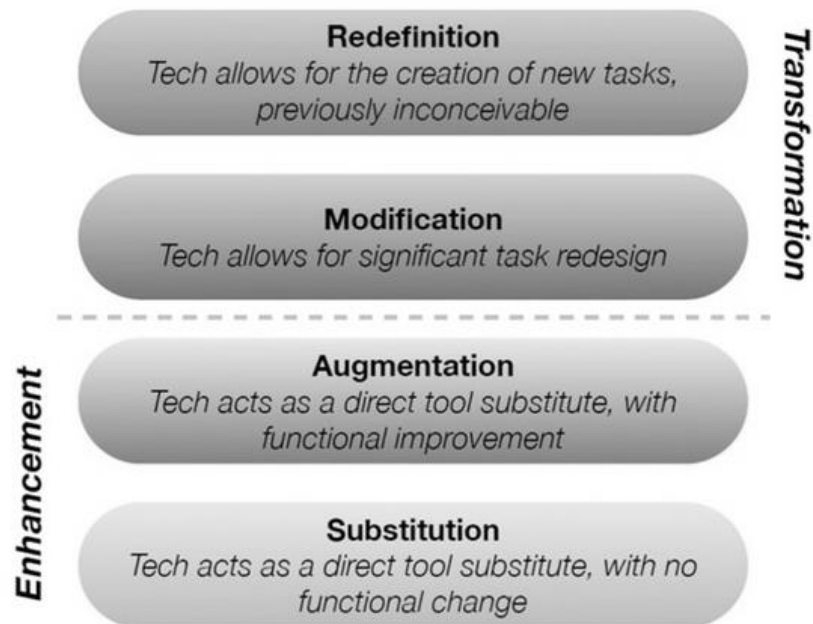 Redefinition
Tech allows for the creation of new tasks,
previously inconceivable
Transformation
Modification
Tech allows for significant task redesign
Augmentation
Tech acts as a direct tool substitute, with
functional improvement
Enhancement
Substitution
Tech acts as a direct tool substitute, with no
functional change